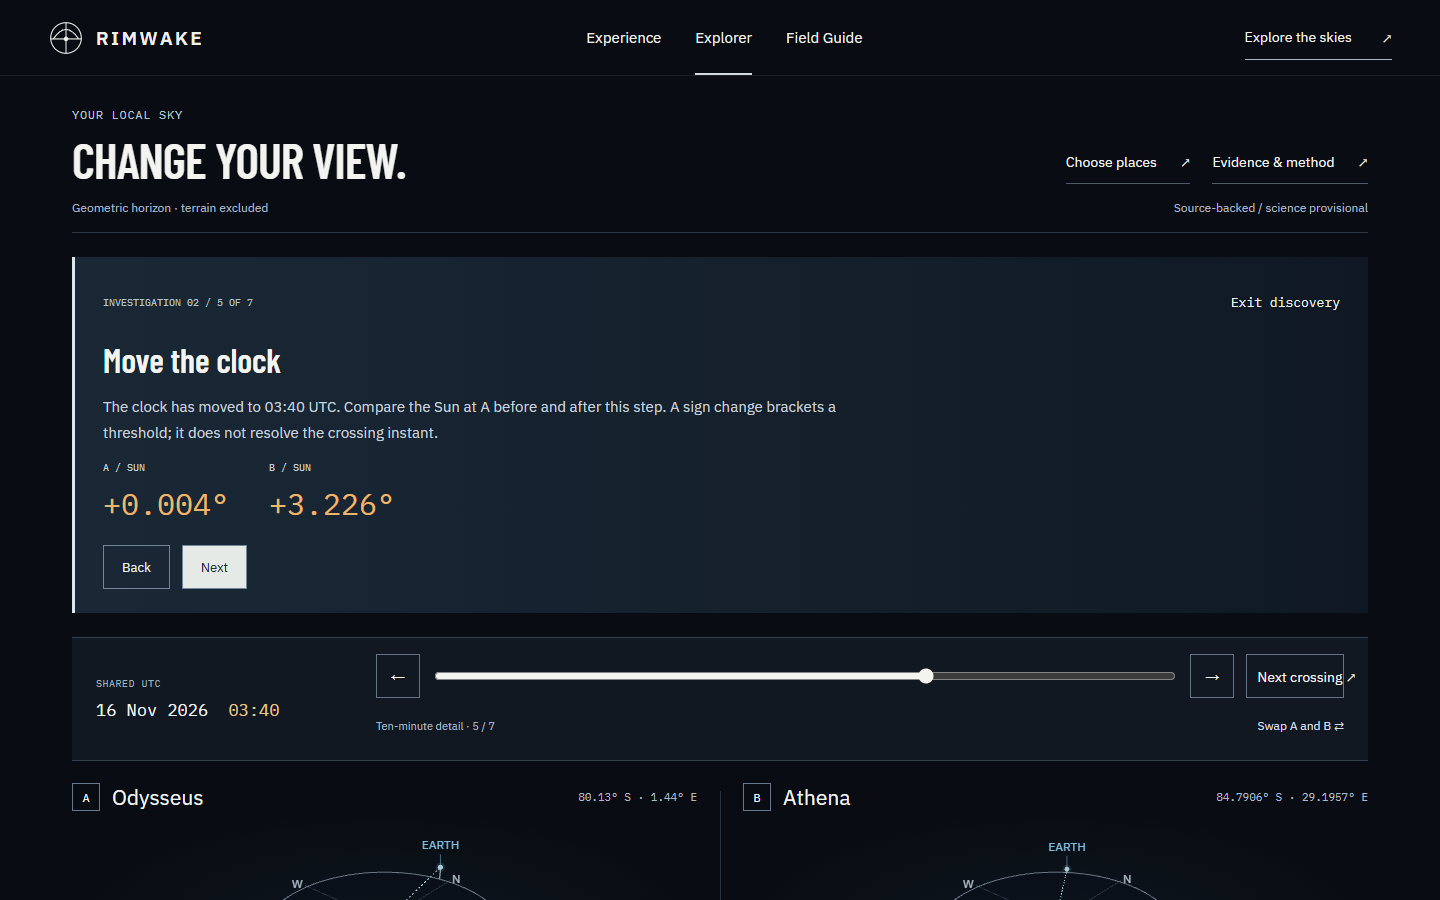 RIMWAKE
Experience
Explorer
Field Guide
Explore the skies ↗
YOUR LOCAL SKY
CHANGE YOUR VIEW.
Choose places ↗
Evidence & method ↗
Geometric horizon · terrain excluded
Source-backed / science provisional
INVESTIGATION 02 / 5 OF 7
Exit discovery
Move the clock
The clock has moved to 03:40 UTC. Compare the Sun at A before and after this step. A sign change brackets a
threshold; it does not resolve the crossing instant.
A / SUN
B / SUN
+0.004°
+3.226°
Back
Next
SHARED UTC
16 Nov 2026 03:40
←
→
Next crossing ↗
Ten-minute detail · 5 / 7
Swap A and B ⇄
A Odysseus
80.13° S · 1.44° E
B Athena
84.7906° S · 29.1957° E
EARTH
W
N
EARTH
W
N